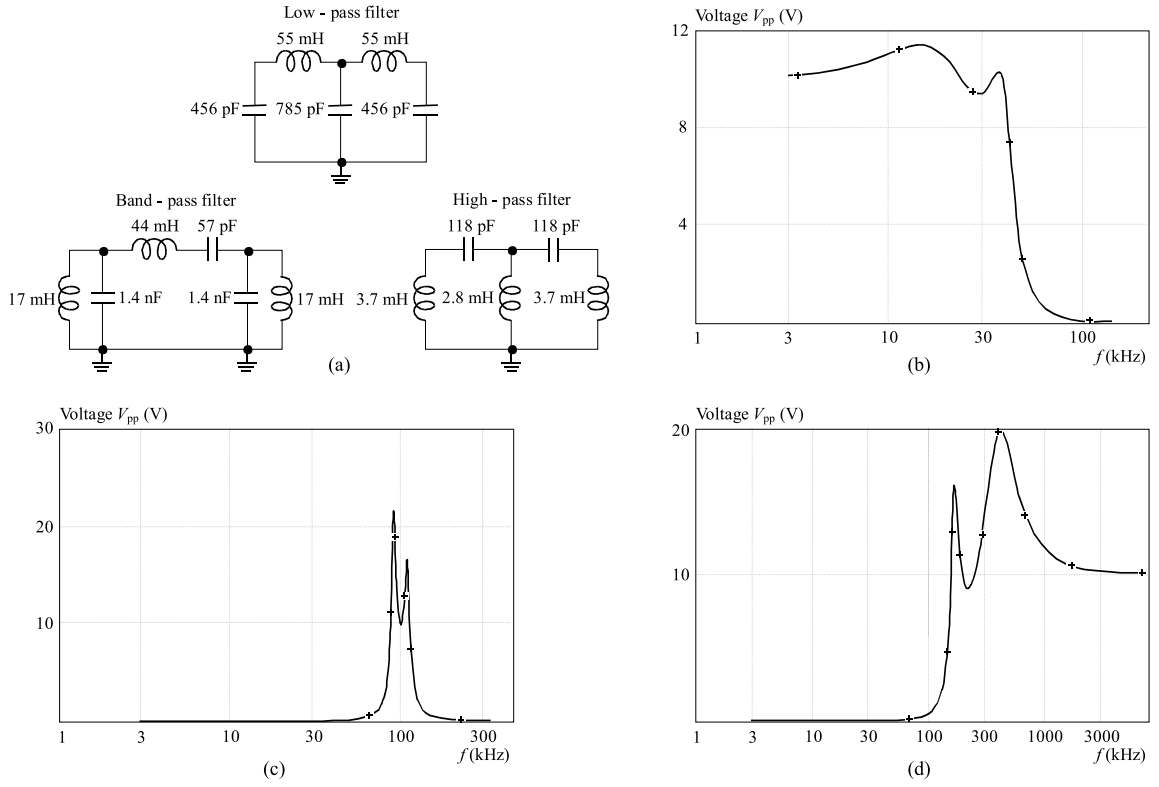 Low - pass filter
55 mH 55 mH
456 pF 785 pF 456 pF
Band - pass filter
44 mH 57 pF
17 mH 1.4 nF 1.4 nF 17 mH
High - pass filter
118 pF 118 pF
3.7 mH 2.8 mH 3.7 mH
(a)
Voltage Vpp (V)
12
8
4
1 3 10 30 100
f (kHz)
(b)
Voltage Vpp (V)
30
20
10
1 3 10 30 100 300
f (kHz)
(c)
Voltage Vpp (V)
20
10
1 3 10 30 100 300 1000 3000
f (kHz)
(d)